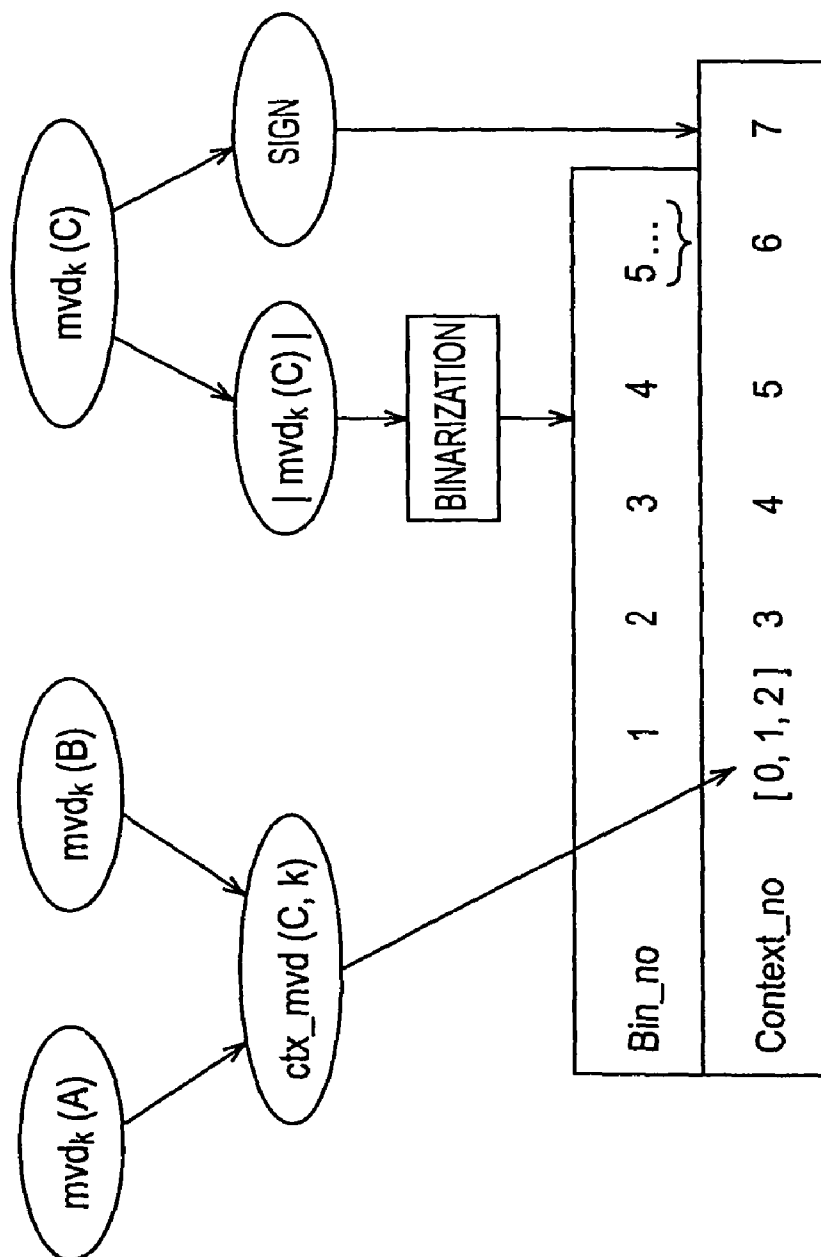 mvdₖ (A) mvdₖ (B) mvdₖ (C)
ctx_mvd (C, k) | mvdₖ (C) | SIGN
BINARIZATION
Bin_no 1 2 3 4 5 ...
Context_no [ 0, 1, 2 ] 3 4 5 6 7